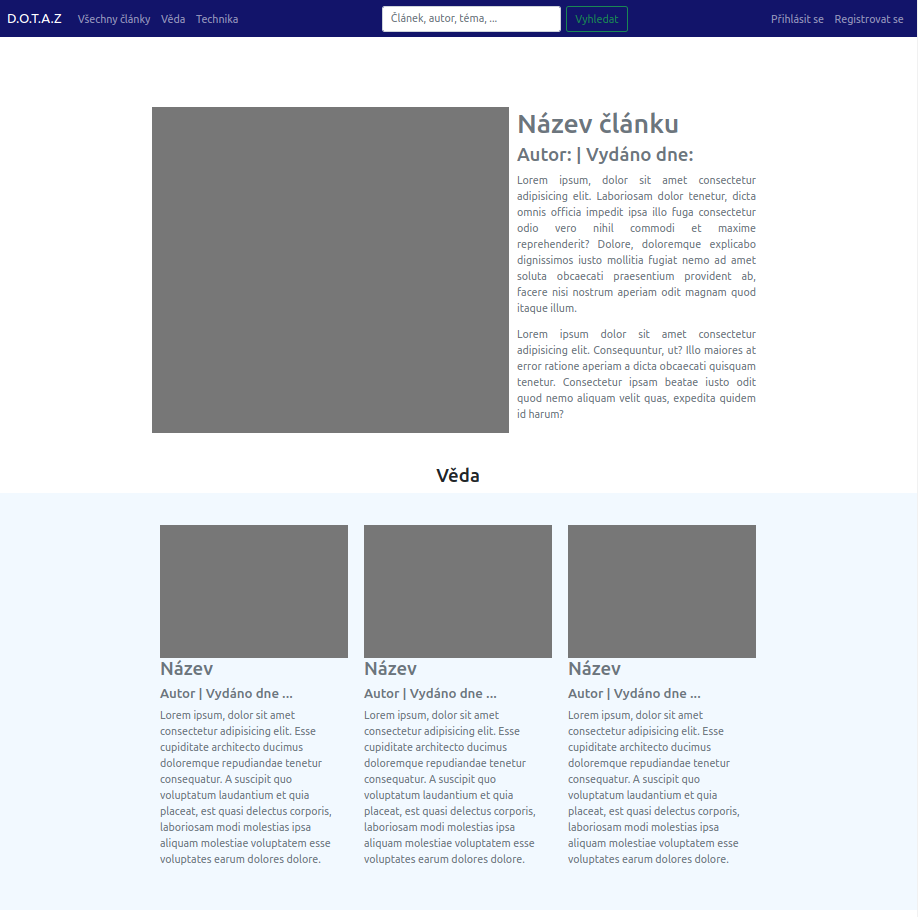 D.O.T.A.Z Všechny články Věda Technika Článek, autor, téma, ... Vyhledat Přihlásit se Registrovat se
Název článku
Autor: | Vydáno dne:
Lorem ipsum, dolor sit amet consectetur
adipisicing elit. Laboriosam dolor tenetur, dicta
omnis officia impedit ipsa illo fuga consectetur
odio vero nihil commodi et maxime
reprehenderit? Dolore, doloremque explicabo
dignissimos iusto mollitia fugiat nemo ad amet
soluta obcaecati praesentium provident ab,
facere nisi nostrum aperiam odit magnam quod
itaque illum.
Lorem ipsum dolor sit amet consectetur
adipisicing elit. Consequuntur, ut? Illo maiores at
error ratione aperiam a dicta obcaecati quisquam
tenetur. Consectetur ipsam beatae iusto odit
quod nemo aliquam velit quas, expedita quidem
id harum?
Věda
Název
Autor | Vydáno dne ...
Lorem ipsum, dolor sit amet
consectetur adipisicing elit. Esse
cupiditate architecto ducimus
doloremque repudiandae tenetur
consequatur. A suscipit quo
voluptatum laudantium et quia
placeat, est quasi delectus corporis,
laboriosam modi molestias ipsa
aliquam molestiae voluptatem esse
voluptates earum dolores dolore.
Název
Autor | Vydáno dne ...
Lorem ipsum, dolor sit amet
consectetur adipisicing elit. Esse
cupiditate architecto ducimus
doloremque repudiandae tenetur
consequatur. A suscipit quo
voluptatum laudantium et quia
placeat, est quasi delectus corporis,
laboriosam modi molestias ipsa
aliquam molestiae voluptatem esse
voluptates earum dolores dolore.
Název
Autor | Vydáno dne ...
Lorem ipsum, dolor sit amet
consectetur adipisicing elit. Esse
cupiditate architecto ducimus
doloremque repudiandae tenetur
consequatur. A suscipit quo
voluptatum laudantium et quia
placeat, est quasi delectus corporis,
laboriosam modi molestias ipsa
aliquam molestiae voluptatem esse
voluptates earum dolores dolore.